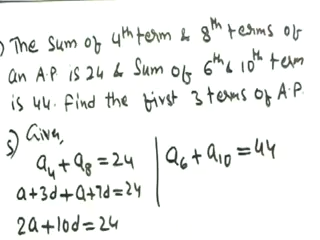 ) The Sum of 4th term & 8th terms of
an A.P. is 24 & Sum of 6th & 10th term
is 44. Find the first 3 terms of A.P.
s) Given,
a₄ + a₈ = 24 | a₆ + a₁₀ = 44
a+3d+a+7d=24
2a+10d=24